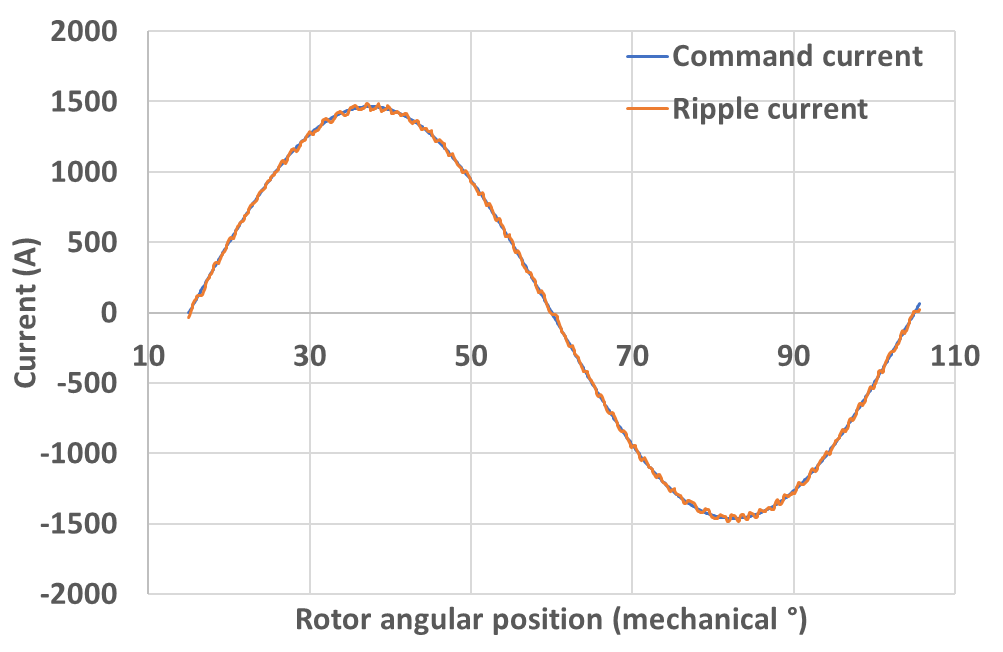 2000
1500
1000
500
0
-500
-1000
-1500
-2000
10 30 50 70 90 110
Current (A)
Rotor angular position (mechanical °)
Command current
Ripple current